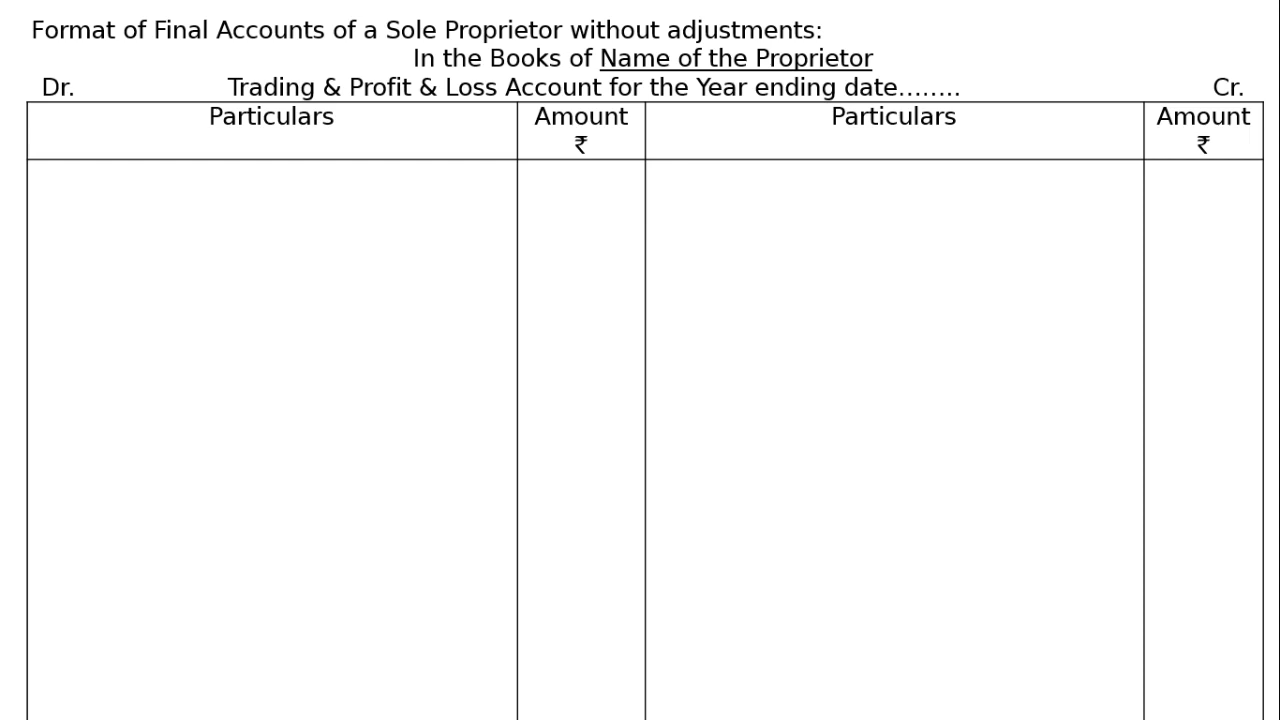 Format of Final Accounts of a Sole Proprietor without adjustments:
In the Books of Name of the Proprietor
Dr. Trading & Profit & Loss Account for the Year ending date........ Cr.
Particulars Amount Particulars Amount
₹ ₹